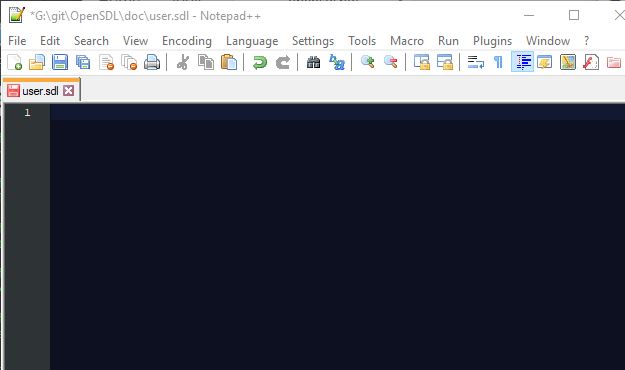 *G:\git\OpenSDL\doc\user.sdl - Notepad++
File Edit Search View Encoding Language Settings Tools Macro Run Plugins Window ?
user.sdl
1